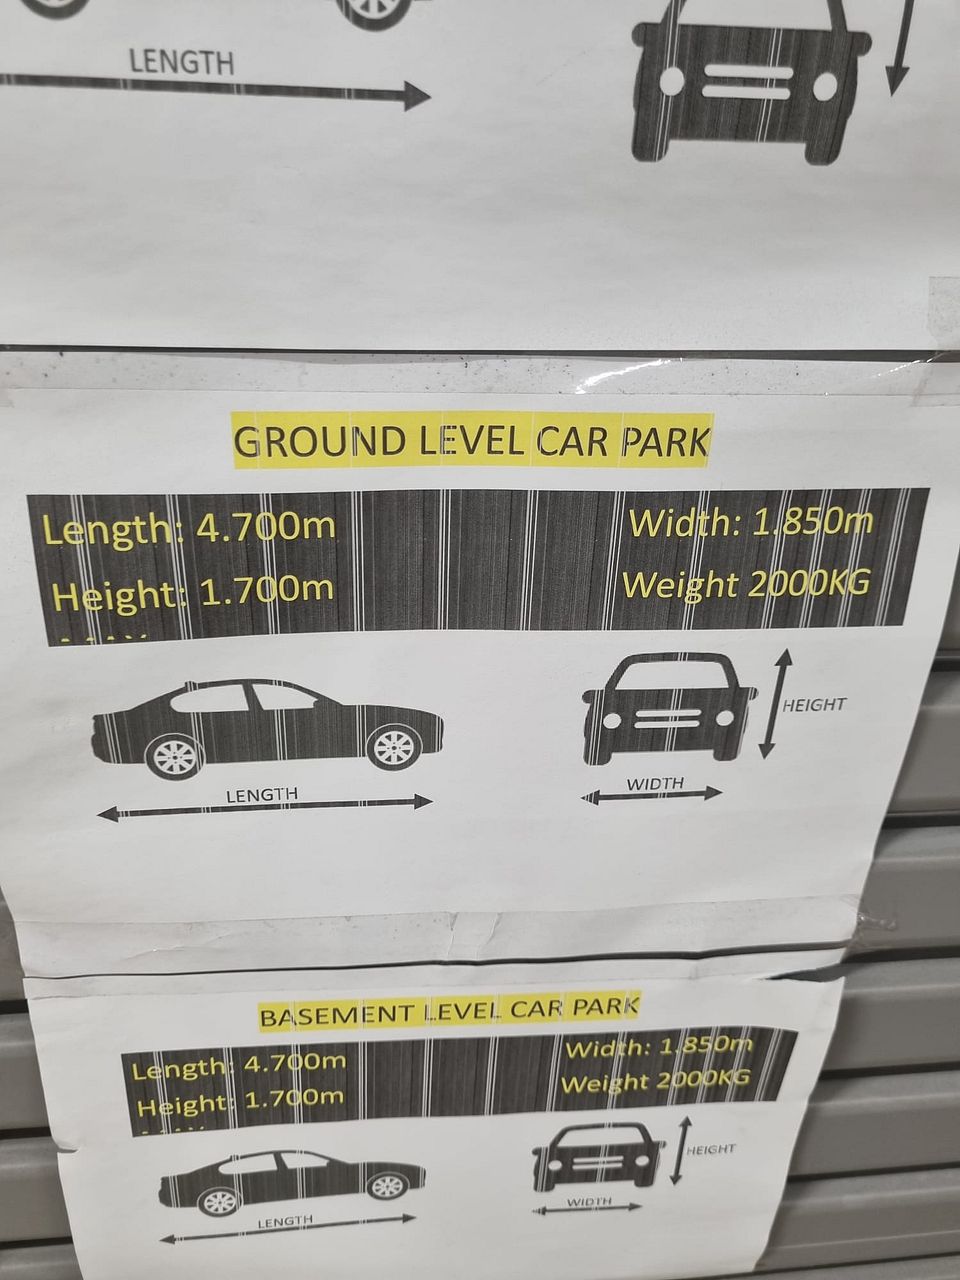 LENGTH
GROUND LEVEL CAR PARK
Length: 4.700m Width: 1.850m
Height: 1.700m Weight 2000KG
HEIGHT
LENGTH WIDTH
BASEMENT LEVEL CAR PARK
Length: 4.700m Width: 1.850m
Height: 1.700m Weight 2000KG
HEIGHT
LENGTH WIDTH